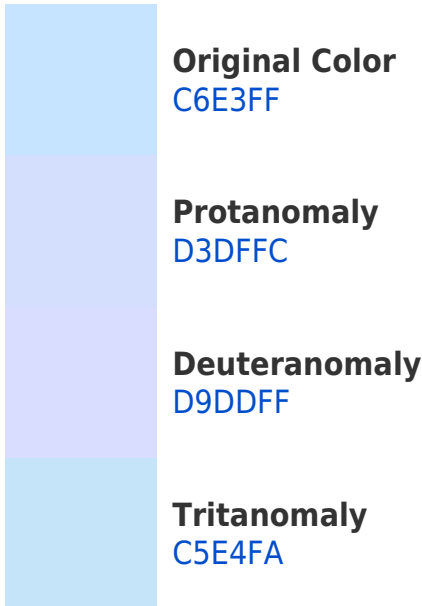 Original Color
C6E3FF
Protanomaly
D3DFFC
Deuteranomaly
D9DDFF
Tritanomaly
C5E4FA